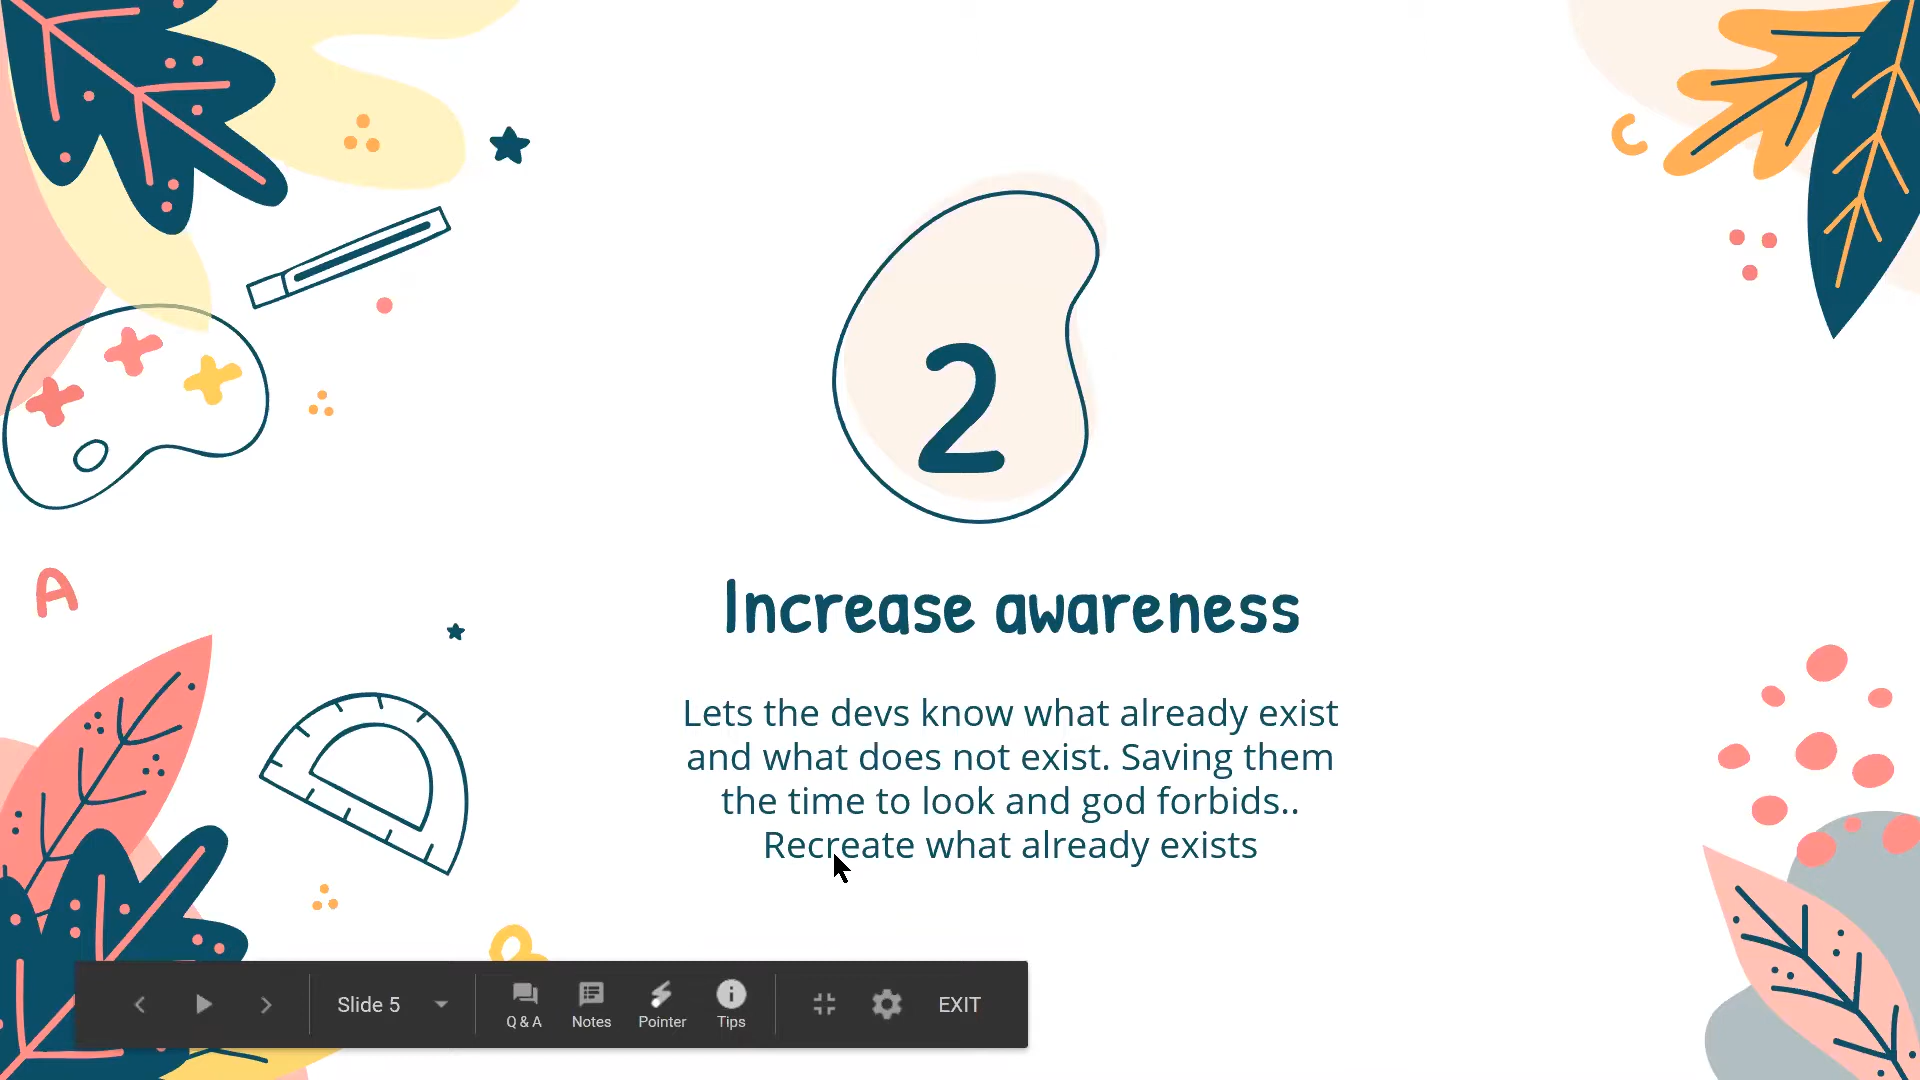 C
2
A
Increase awareness
Lets the devs know what already exist
and what does not exist. Saving them
the time to look and god forbids..
Recreate what already exists
Slide 5
Q & A
Notes
Pointer
Tips
EXIT